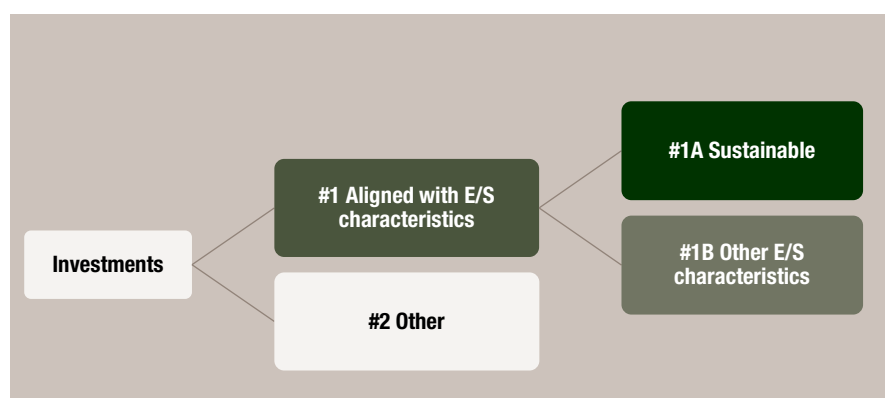 Investments
#1 Aligned with E/S
characteristics
#2 Other
#1A Sustainable
#1B Other E/S
characteristics